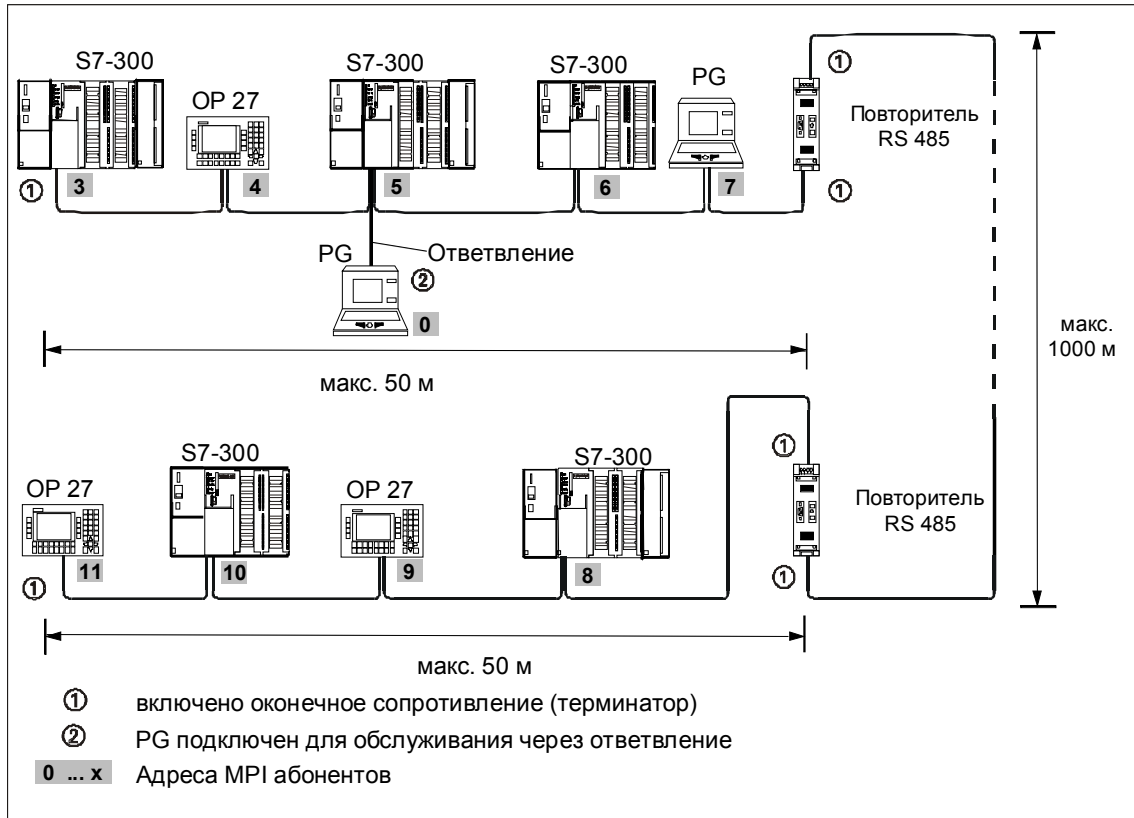 S7-300
S7-300
S7-300
OP 27
PG
①
Повторитель
RS 485
① 3
4
5
6
7
①
PG
Ответвление
②
0
макс. 50 м
макс.
1000 м
S7-300
S7-300
OP 27
OP 27
①
Повторитель
RS 485
11
10
9
8
①
①
макс. 50 м
① включено оконечное сопротивление (терминатор)
② PG подключен для обслуживания через ответвление
0 ... x Адреса MPI абонентов